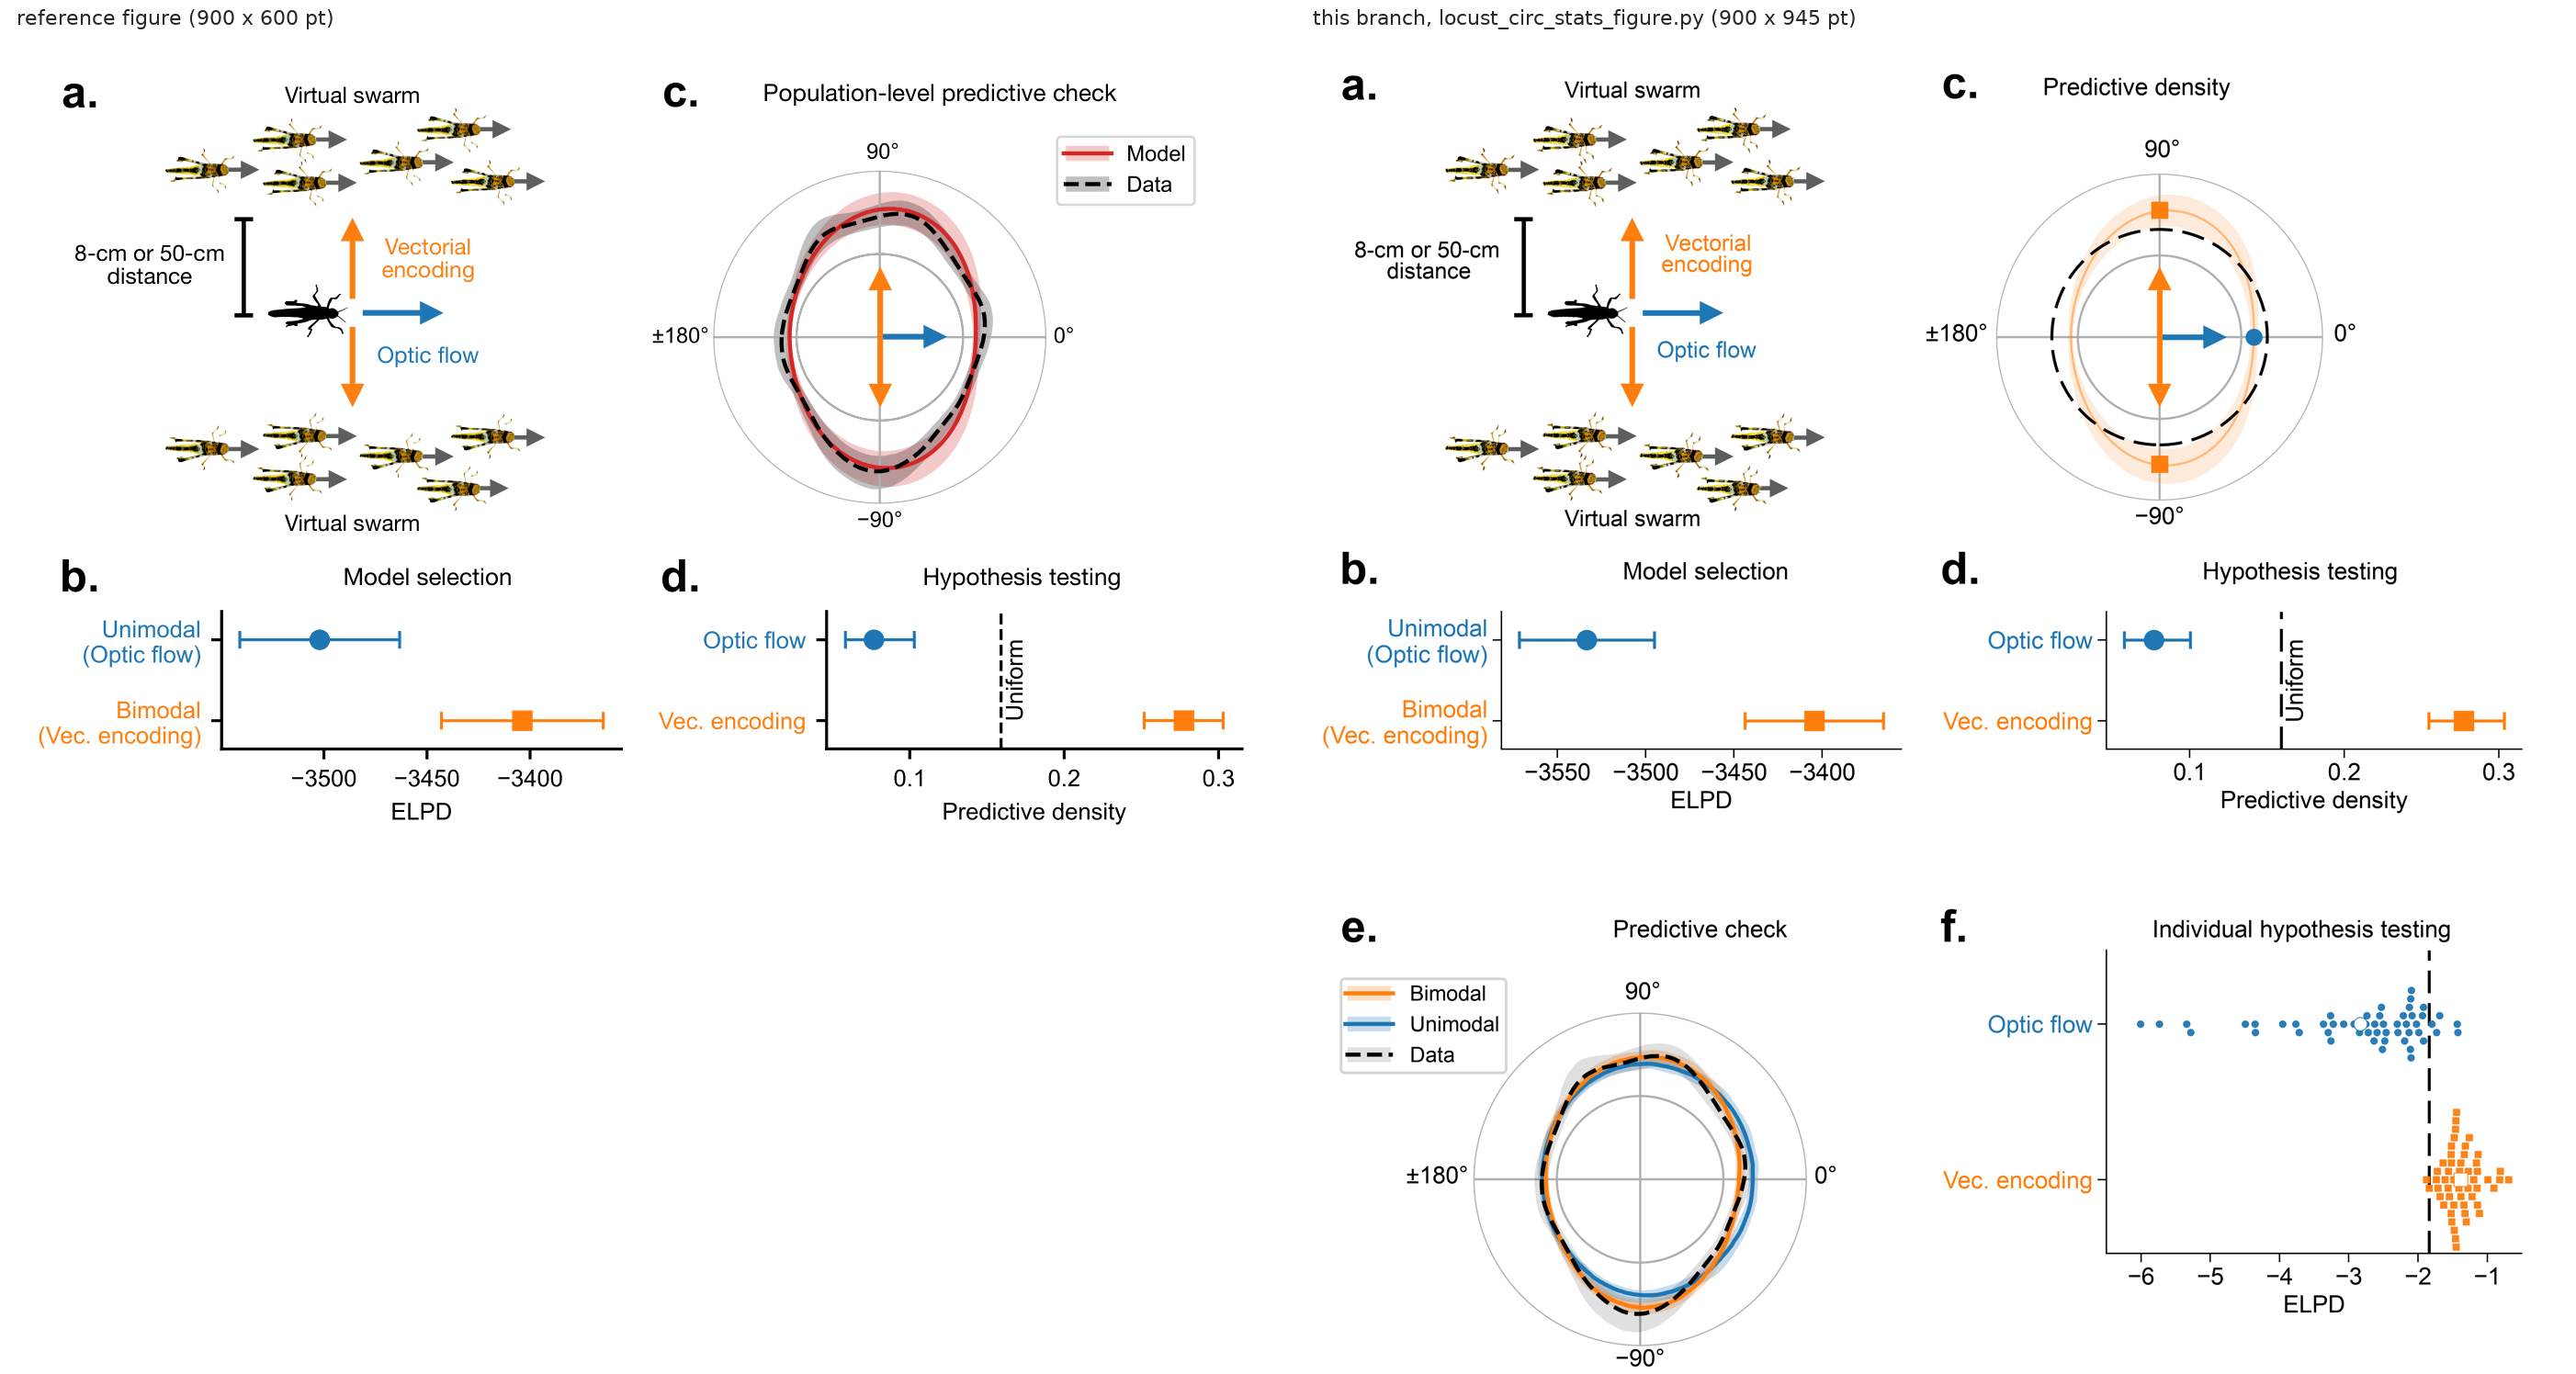 reference figure (900 x 600 pt)
a.
Virtual swarm
8-cm or 50-cm
distance
Vectorial
encoding
Optic flow
Virtual swarm
c.
Population-level predictive check
Model
Data
90°
±180°
0°
−90°
b.
Model selection
Unimodal
(Optic flow)
Bimodal
(Vec. encoding)
−3500
−3450
−3400
ELPD
d.
Hypothesis testing
Optic flow
Vec. encoding
Uniform
0.1
0.2
0.3
Predictive density
this branch, locust_circ_stats_figure.py (900 x 945 pt)
a.
Virtual swarm
8-cm or 50-cm
distance
Vectorial
encoding
Optic flow
Virtual swarm
c.
Predictive density
90°
±180°
0°
−90°
b.
Model selection
Unimodal
(Optic flow)
Bimodal
(Vec. encoding)
−3550
−3500
−3450
−3400
ELPD
d.
Hypothesis testing
Optic flow
Vec. encoding
Uniform
0.1
0.2
0.3
Predictive density
e.
Predictive check
Bimodal
Unimodal
Data
90°
±180°
0°
−90°
f.
Individual hypothesis testing
Optic flow
Vec. encoding
−6
−5
−4
−3
−2
−1
ELPD